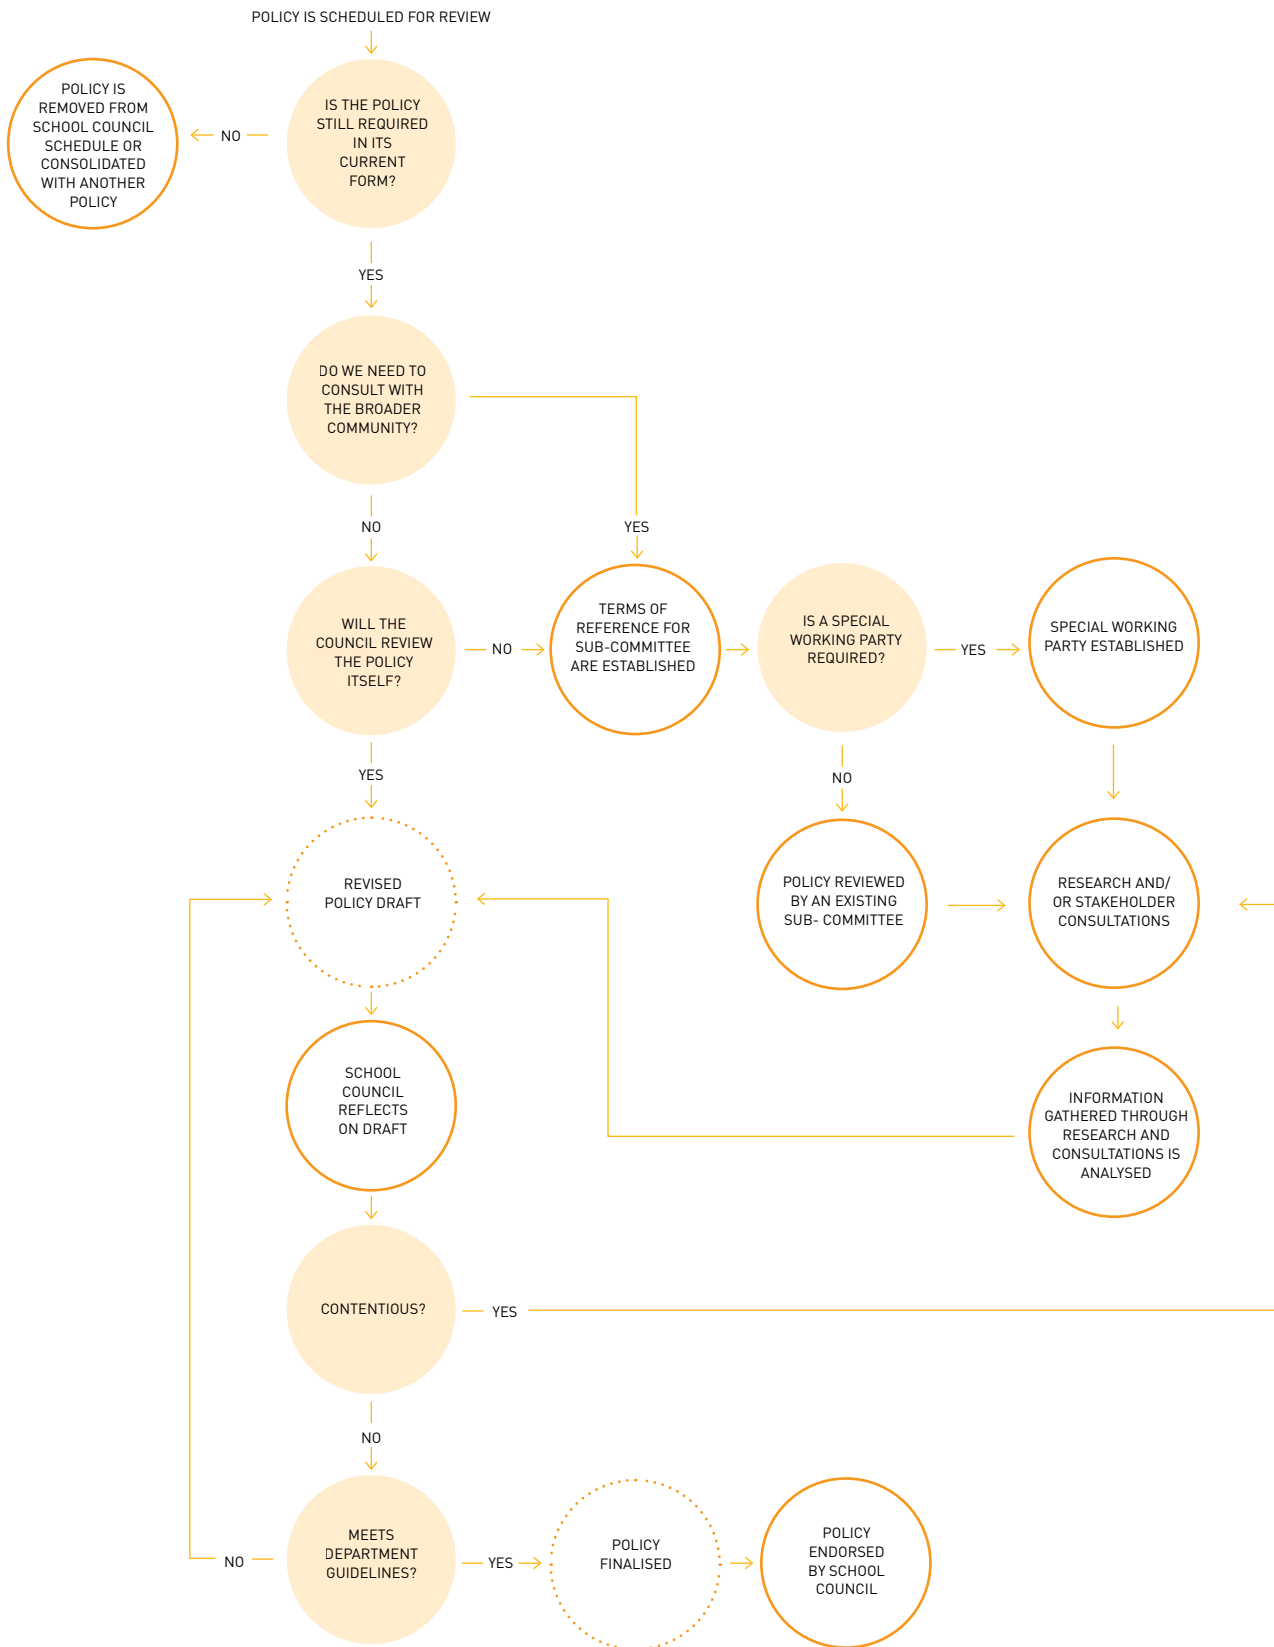 POLICY IS SCHEDULED FOR REVIEW
POLICY IS
REMOVED FROM
SCHOOL COUNCIL
SCHEDULE OR
CONSOLIDATED
WITH ANOTHER
POLICY
NO
IS THE POLICY
STILL REQUIRED
IN ITS
CURRENT
FORM?
YES
DO WE NEED TO
CONSULT WITH
THE BROADER
COMMUNITY?
NO
YES
WILL THE
COUNCIL REVIEW
THE POLICY
ITSELF?
NO
TERMS OF
REFERENCE FOR
SUB-COMMITTEE
ARE ESTABLISHED
IS A SPECIAL
WORKING PARTY
REQUIRED?
YES
SPECIAL WORKING
PARTY ESTABLISHED
YES
NO
REVISED
POLICY DRAFT
POLICY REVIEWED
BY AN EXISTING
SUB- COMMITTEE
RESEARCH AND/
OR STAKEHOLDER
CONSULTATIONS
SCHOOL
COUNCIL
REFLECTS
ON DRAFT
INFORMATION
GATHERED THROUGH
RESEARCH AND
CONSULTATIONS IS
ANALYSED
CONTENTIOUS?
YES
NO
NO
MEETS
DEPARTMENT
GUIDELINES?
YES
POLICY
FINALISED
POLICY
ENDORSED
BY SCHOOL
COUNCIL